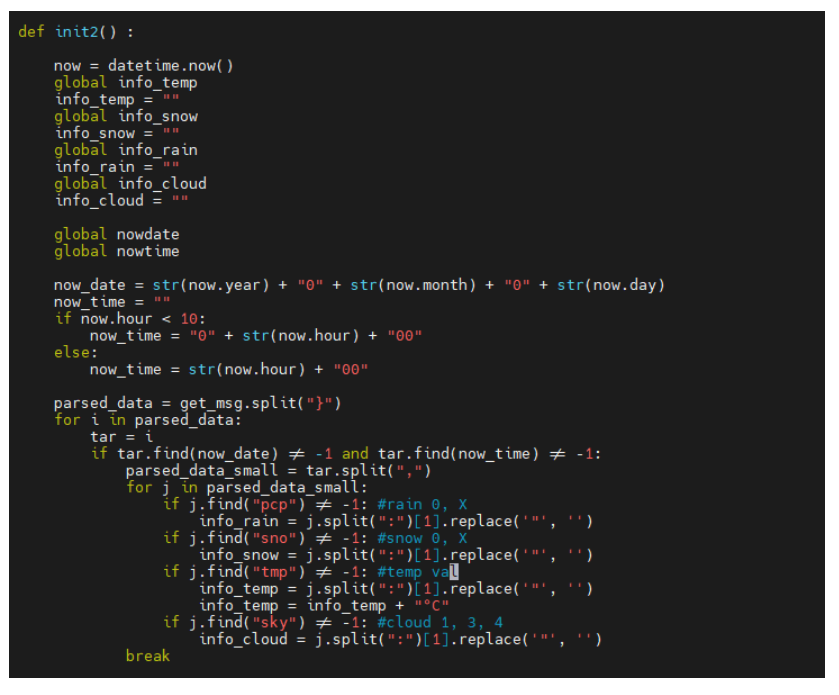 def init2() :
    now = datetime.now()
    global info_temp
    info_temp = ""
    global info_snow
    info_snow = ""
    global info_rain
    info_rain = ""
    global info_cloud
    info_cloud = ""
    global nowdate
    global nowtime
    now_date = str(now.year) + "0" + str(now.month) + "0" + str(now.day)
    now_time = ""
    if now.hour < 10:
        now_time = "0" + str(now.hour) + "00"
    else:
        now_time = str(now.hour) + "00"
    parsed_data = get_msg.split("}")
    for i in parsed_data:
        tar = i
        if tar.find(now_date) ≠ -1 and tar.find(now_time) ≠ -1:
            parsed_data_small = tar.split(",")
            for j in parsed_data_small:
                if j.find("pcp") ≠ -1: #rain 0, X
                    info_rain = j.split(":")[1].replace('"', '')
                if j.find("sno") ≠ -1: #snow 0, X
                    info_snow = j.split(":")[1].replace('"', '')
                if j.find("tmp") ≠ -1: #temp val
                    info_temp = j.split(":")[1].replace('"', '')
                    info_temp = info_temp + "°C"
                if j.find("sky") ≠ -1: #cloud 1, 3, 4
                    info_cloud = j.split(":")[1].replace('"', '')
            break